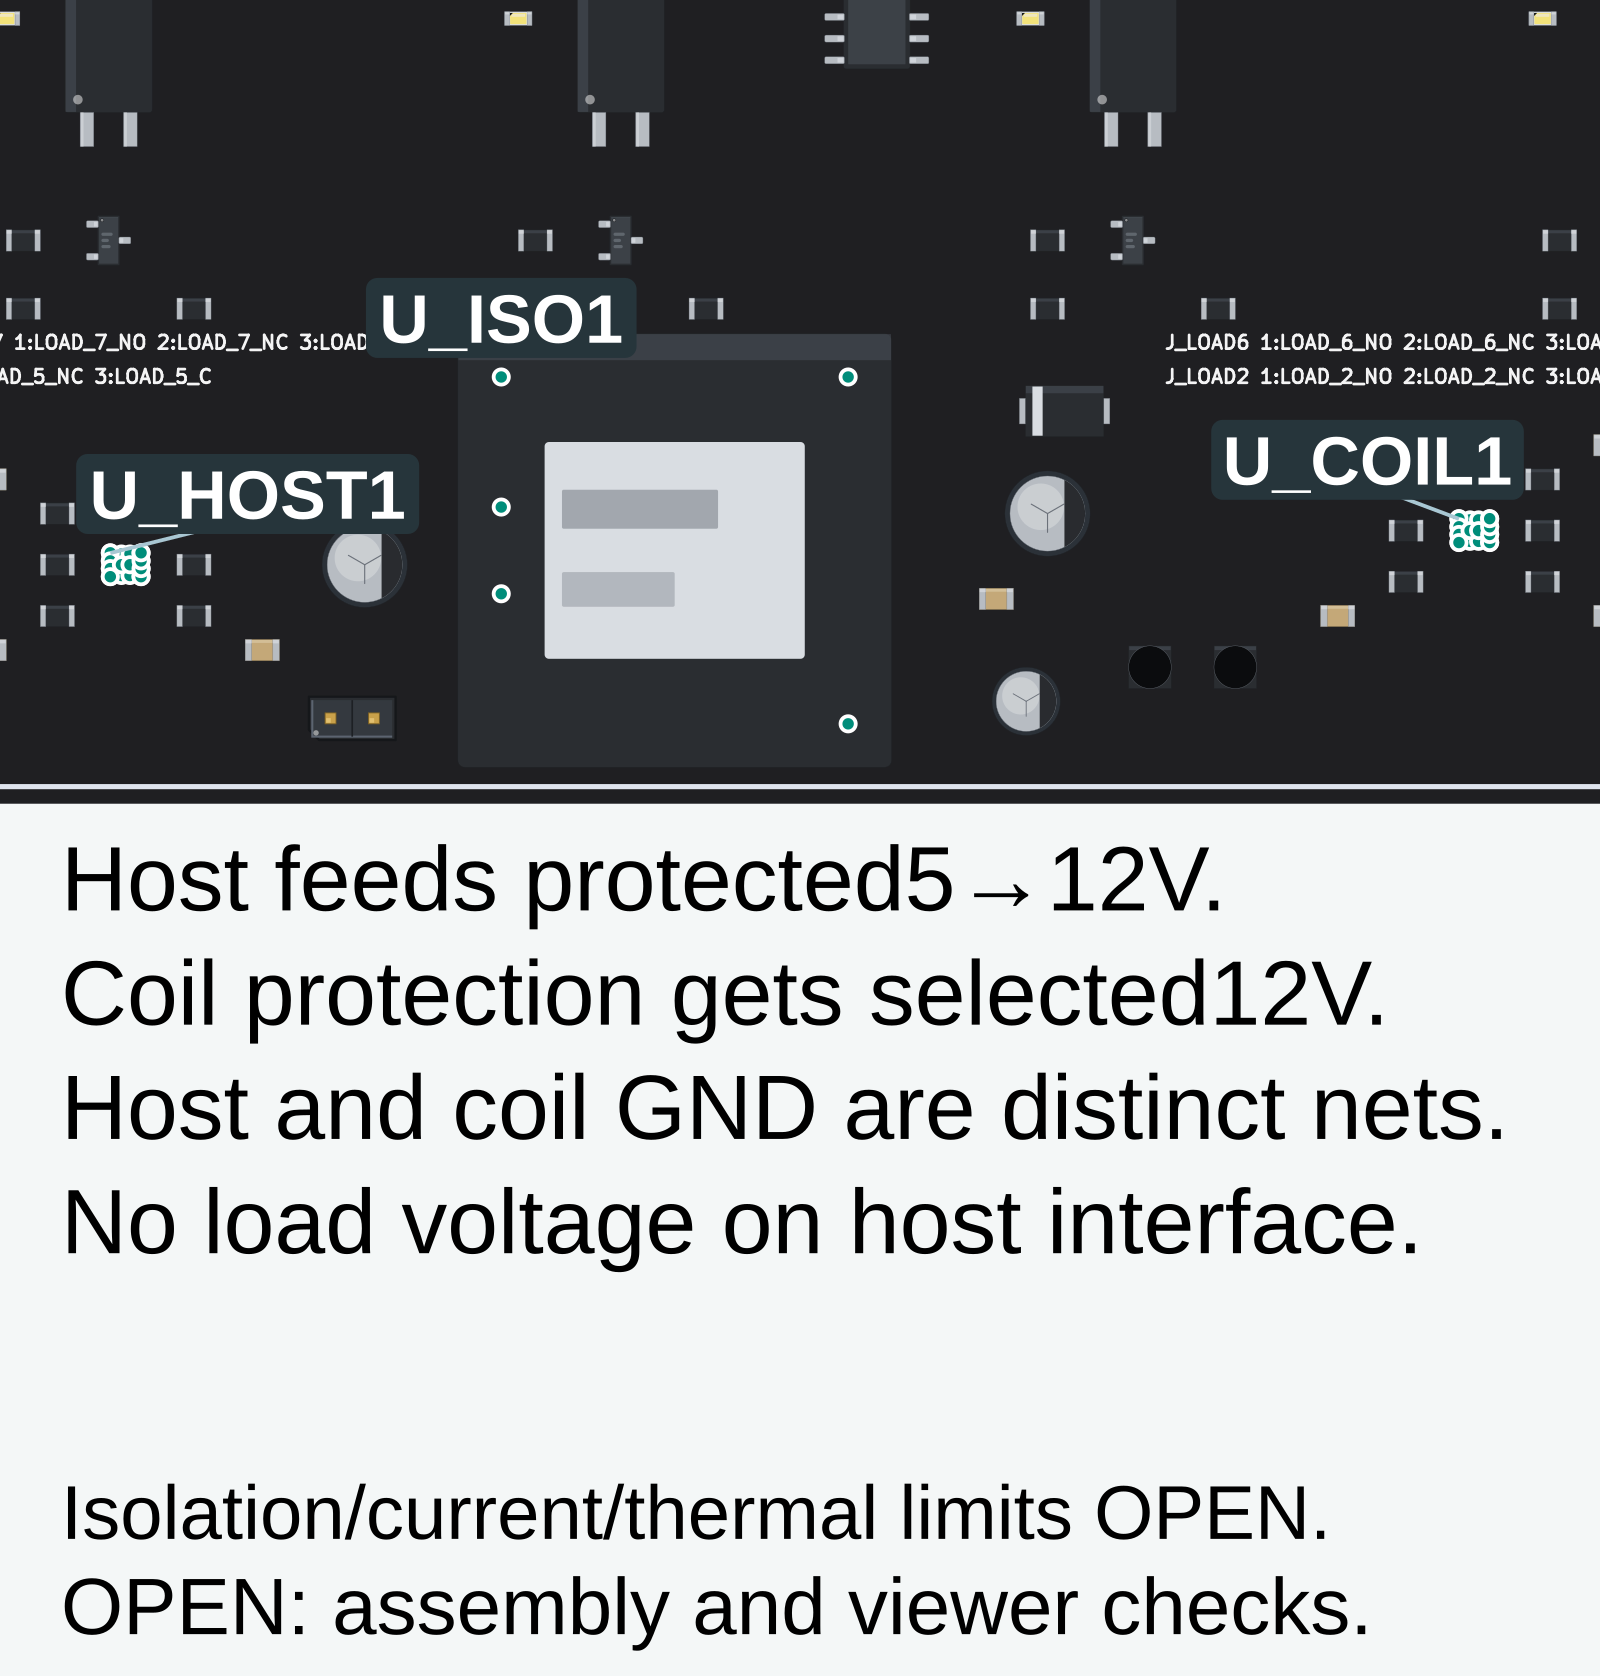 U_ISO1
7 1:LOAD_7_NO 2:LOAD_7_NC 3:LOAD
J_LOAD6 1:LOAD_6_NO 2:LOAD_6_NC 3:LOA
AD_5_NC 3:LOAD_5_C
J_LOAD2 1:LOAD_2_NO 2:LOAD_2_NC 3:LOA
U_COIL1
U_HOST1
Host feeds protected5→12V.
Coil protection gets selected12V.
Host and coil GND are distinct nets.
No load voltage on host interface.
Isolation/current/thermal limits OPEN.
OPEN: assembly and viewer checks.